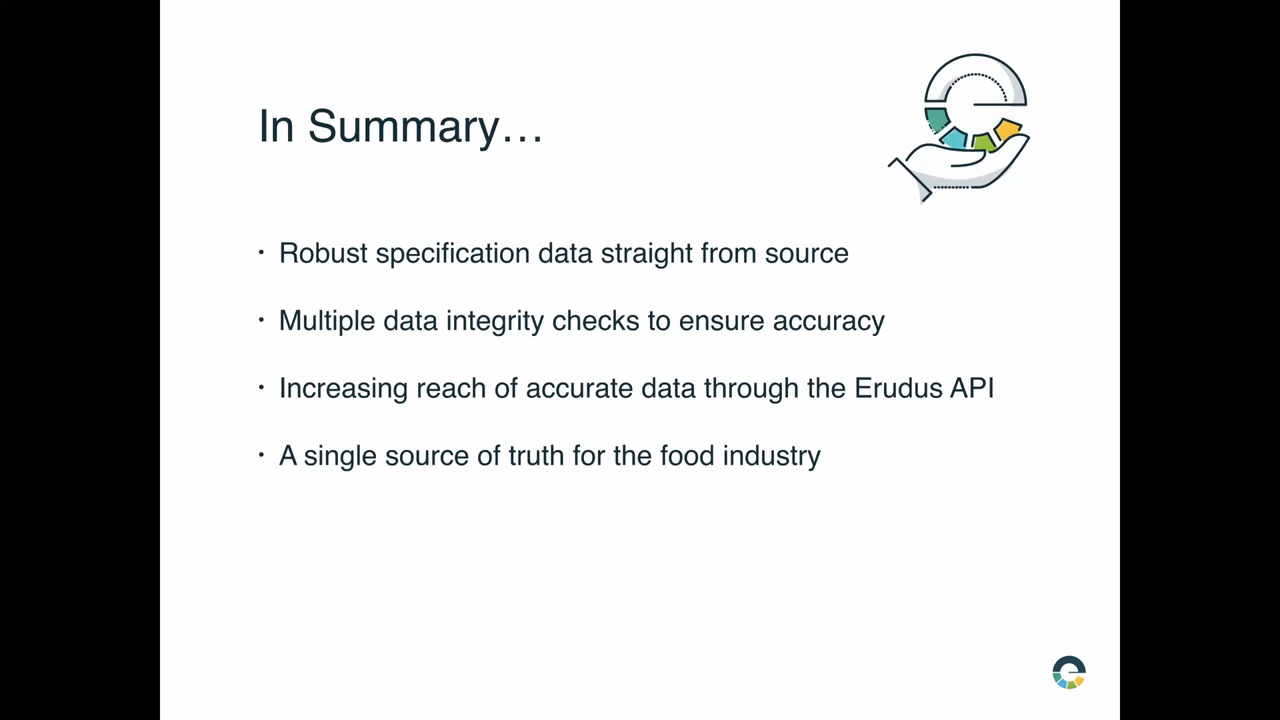 In Summary…
· Robust specification data straight from source
· Multiple data integrity checks to ensure accuracy
· Increasing reach of accurate data through the Erudus API
· A single source of truth for the food industry